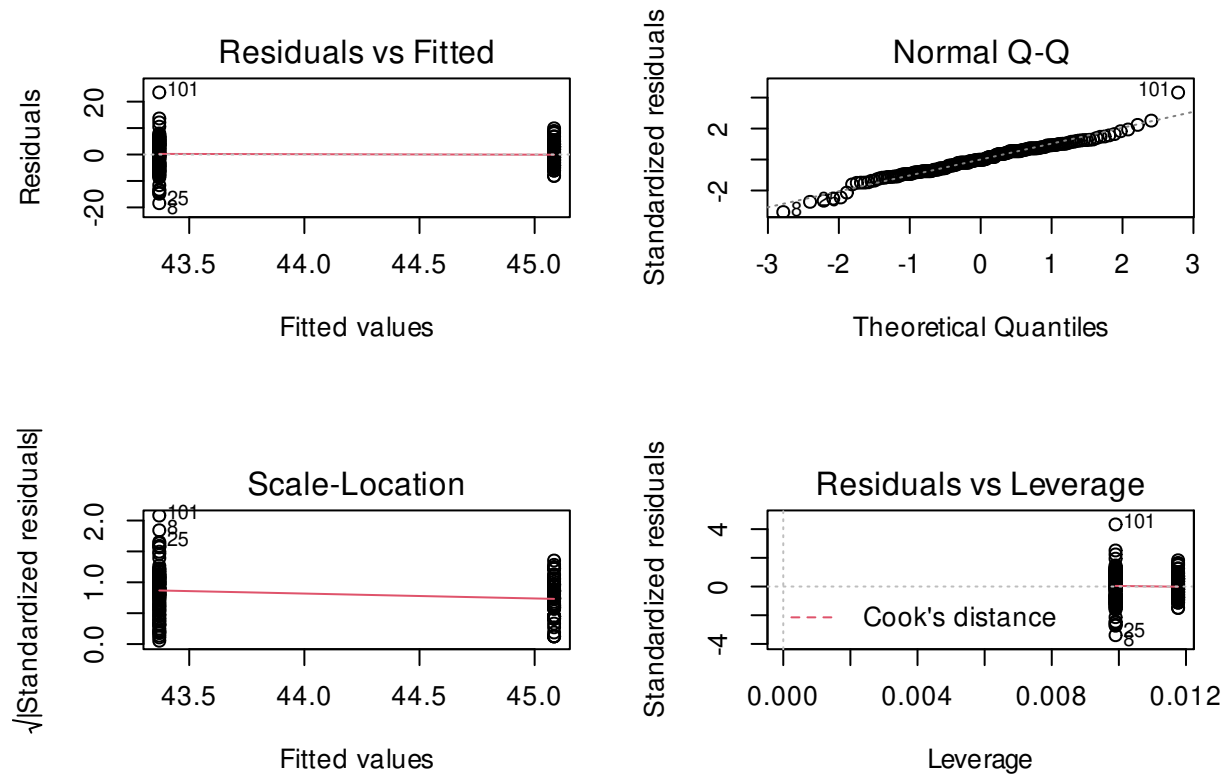 Residuals vs Fitted
Residuals
20
0
-20
101
25
8
43.5 44.0 44.5 45.0
Fitted values
Normal Q-Q
Standardized residuals
2
-2
101
8
-3 -2 -1 0 1 2 3
Theoretical Quantiles
Scale-Location
√|Standardized residuals|
2.0
1.0
0.0
101
8
25
43.5 44.0 44.5 45.0
Fitted values
Residuals vs Leverage
Standardized residuals
4
0
-4
101
25
8
Cook's distance
0.000 0.004 0.008 0.012
Leverage